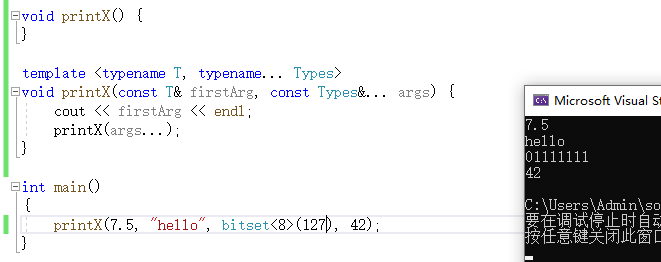 void printX() {
}
template <typename T, typename... Types>
void printX(const T& firstArg, const Types&... args) {
cout << firstArg << endl;
printX(args...);
}
int main()
{
printX(7.5, "hello", bitset<8>(127), 42);
}
Microsoft Visual St
7.5
hello
01111111
42
C:\Users\Admin\so
要在调试停止时自动
按任意键关闭此窗口